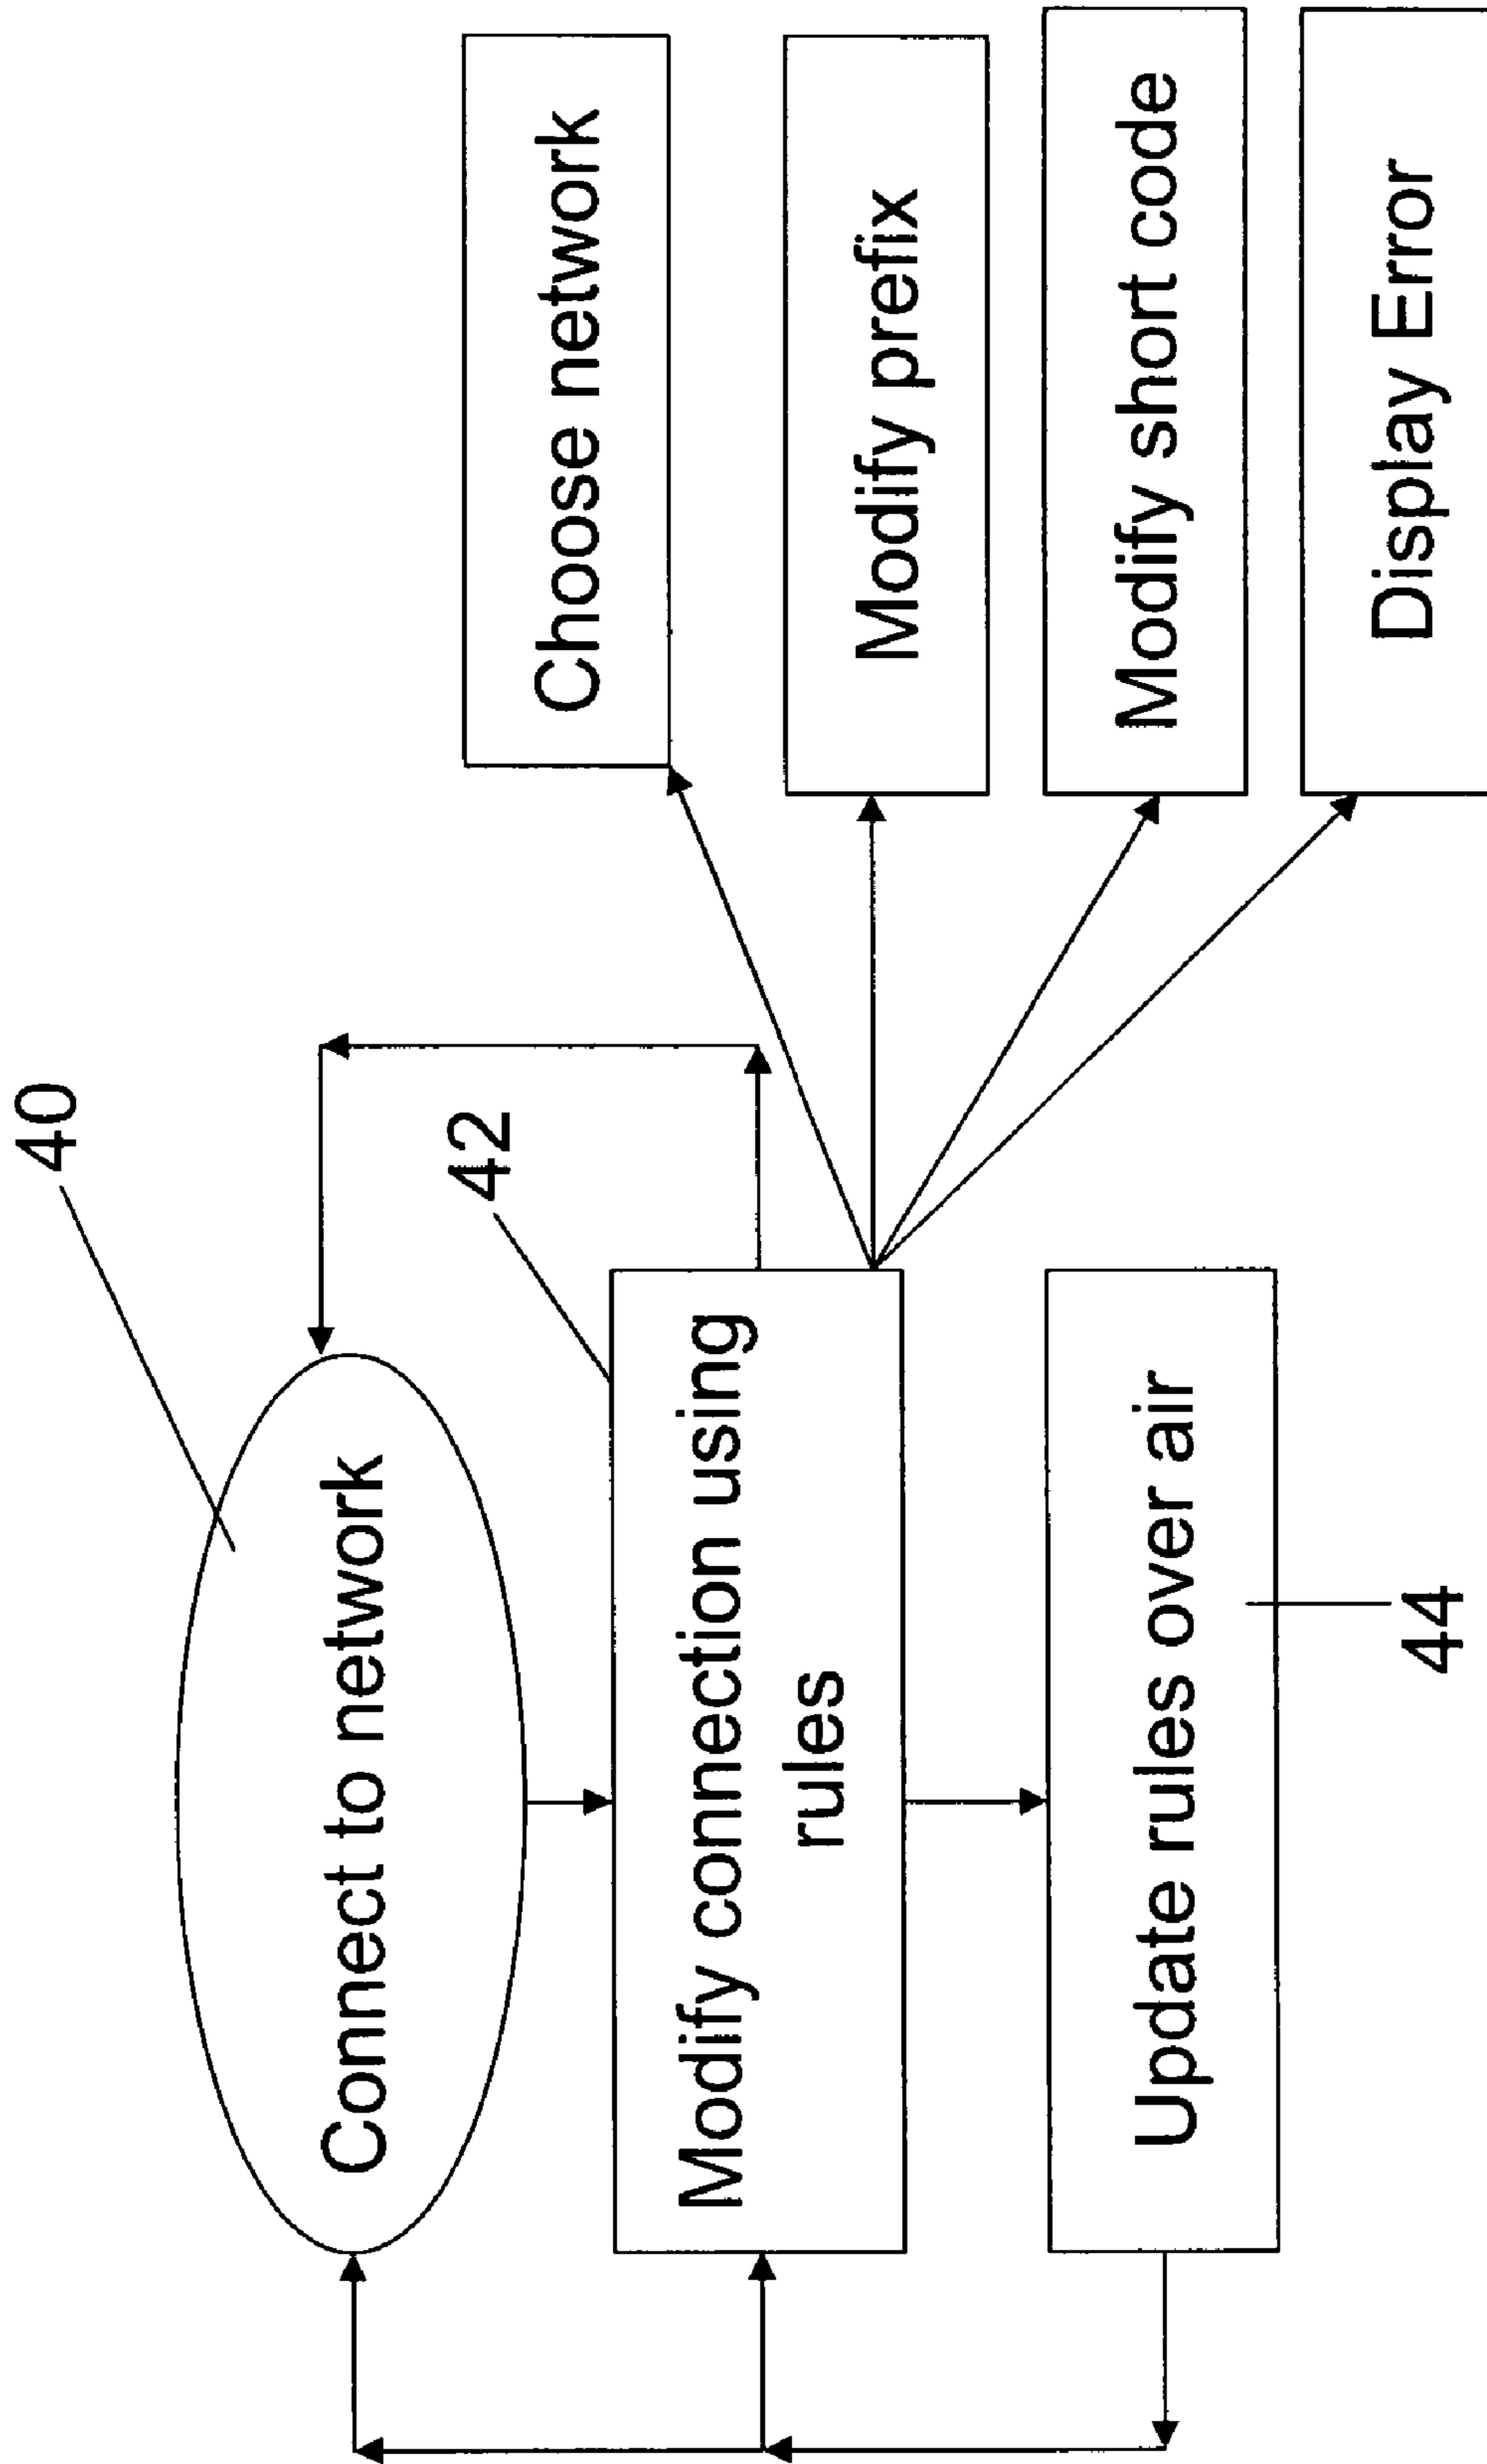 40
Connect to network
42
Modify connection using
rules
Update rules over air
44
Choose network
Modify prefix
Modify short code
Display Error